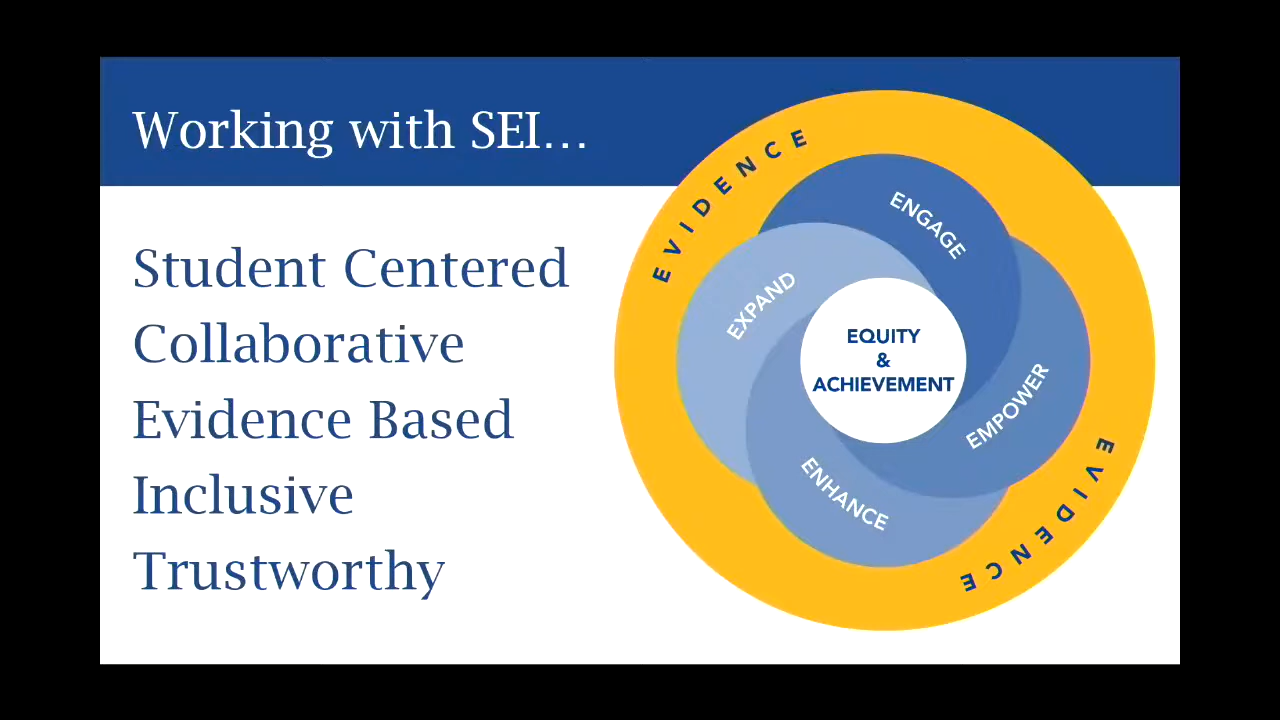 Working with SEI...
Student Centered
Collaborative
Evidence Based
Inclusive
Trustworthy
EVIDENCE
ENGAGE
EXPAND
EQUITY
&
ACHIEVEMENT
EMPOWER
ENHANCE
EVIDENCE